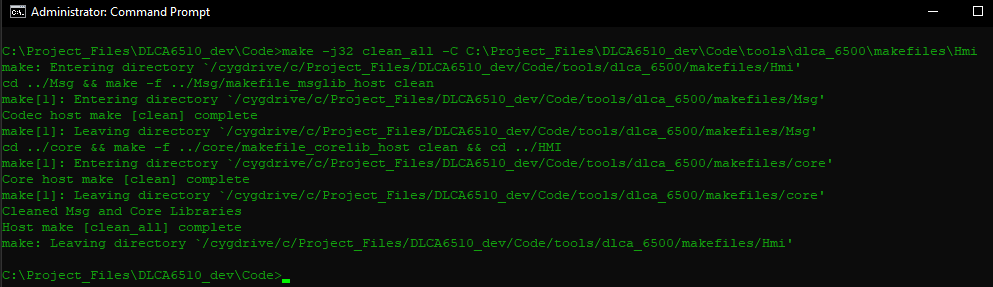 Administrator: Command Prompt
C:\Project_Files\DLCA6510_dev\Code>make -j32 clean_all -C C:\Project_Files\DLCA6510_dev\Code\tools\dlca_6500\makefiles\Hmi
make: Entering directory `/cygdrive/c/Project_Files/DLCA6510_dev/Code/tools/dlca_6500/makefiles/Hmi'
cd ../Msg && make -f ../Msg/makefile_msglib_host clean
make[1]: Entering directory `/cygdrive/c/Project_Files/DLCA6510_dev/Code/tools/dlca_6500/makefiles/Msg'
Codec host make [clean] complete
make[1]: Leaving directory `/cygdrive/c/Project_Files/DLCA6510_dev/Code/tools/dlca_6500/makefiles/Msg'
cd ../core && make -f ../core/makefile_corelib_host clean && cd ../HMI
make[1]: Entering directory `/cygdrive/c/Project_Files/DLCA6510_dev/Code/tools/dlca_6500/makefiles/core'
Core host make [clean] complete
make[1]: Leaving directory `/cygdrive/c/Project_Files/DLCA6510_dev/Code/tools/dlca_6500/makefiles/core'
Cleaned Msg and Core Libraries
Host make [clean_all] complete
make: Leaving directory `/cygdrive/c/Project_Files/DLCA6510_dev/Code/tools/dlca_6500/makefiles/Hmi'
C:\Project_Files\DLCA6510_dev\Code>